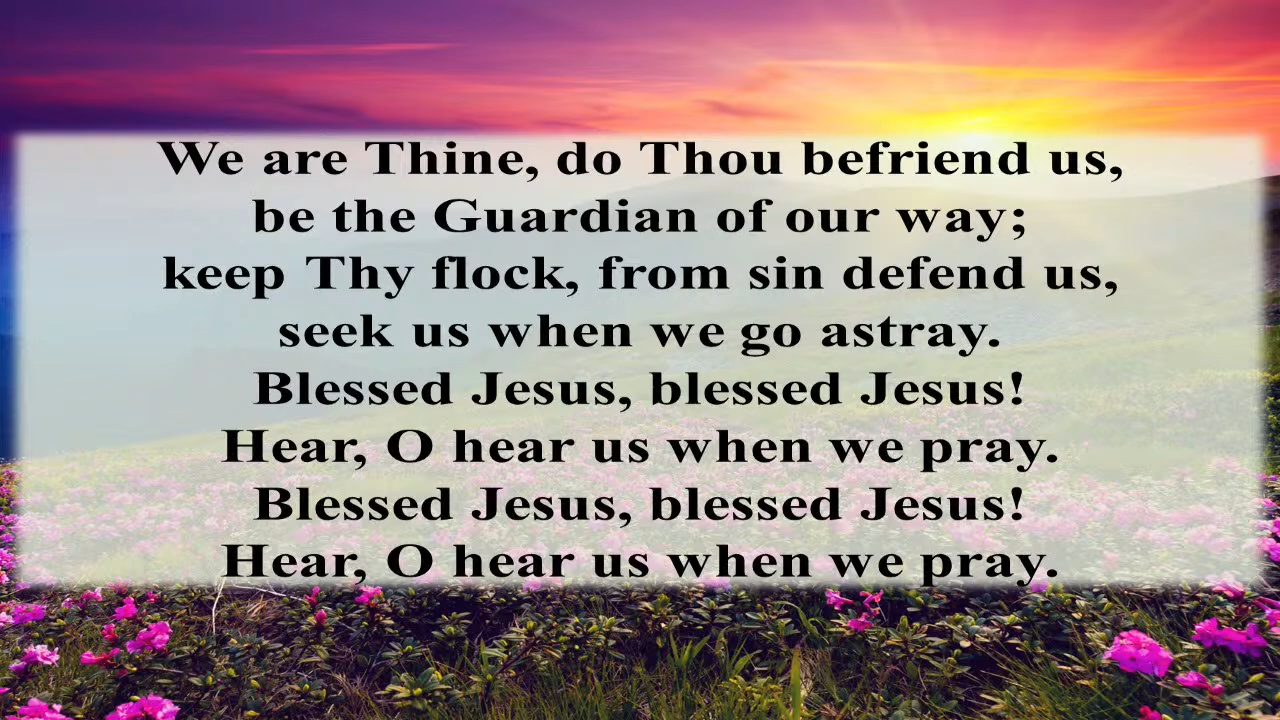 We are Thine, do Thou befriend us,
be the Guardian of our way;
keep Thy flock, from sin defend us,
seek us when we go astray.
Blessed Jesus, blessed Jesus!
Hear, O hear us when we pray.
Blessed Jesus, blessed Jesus!
Hear, O hear us when we pray.